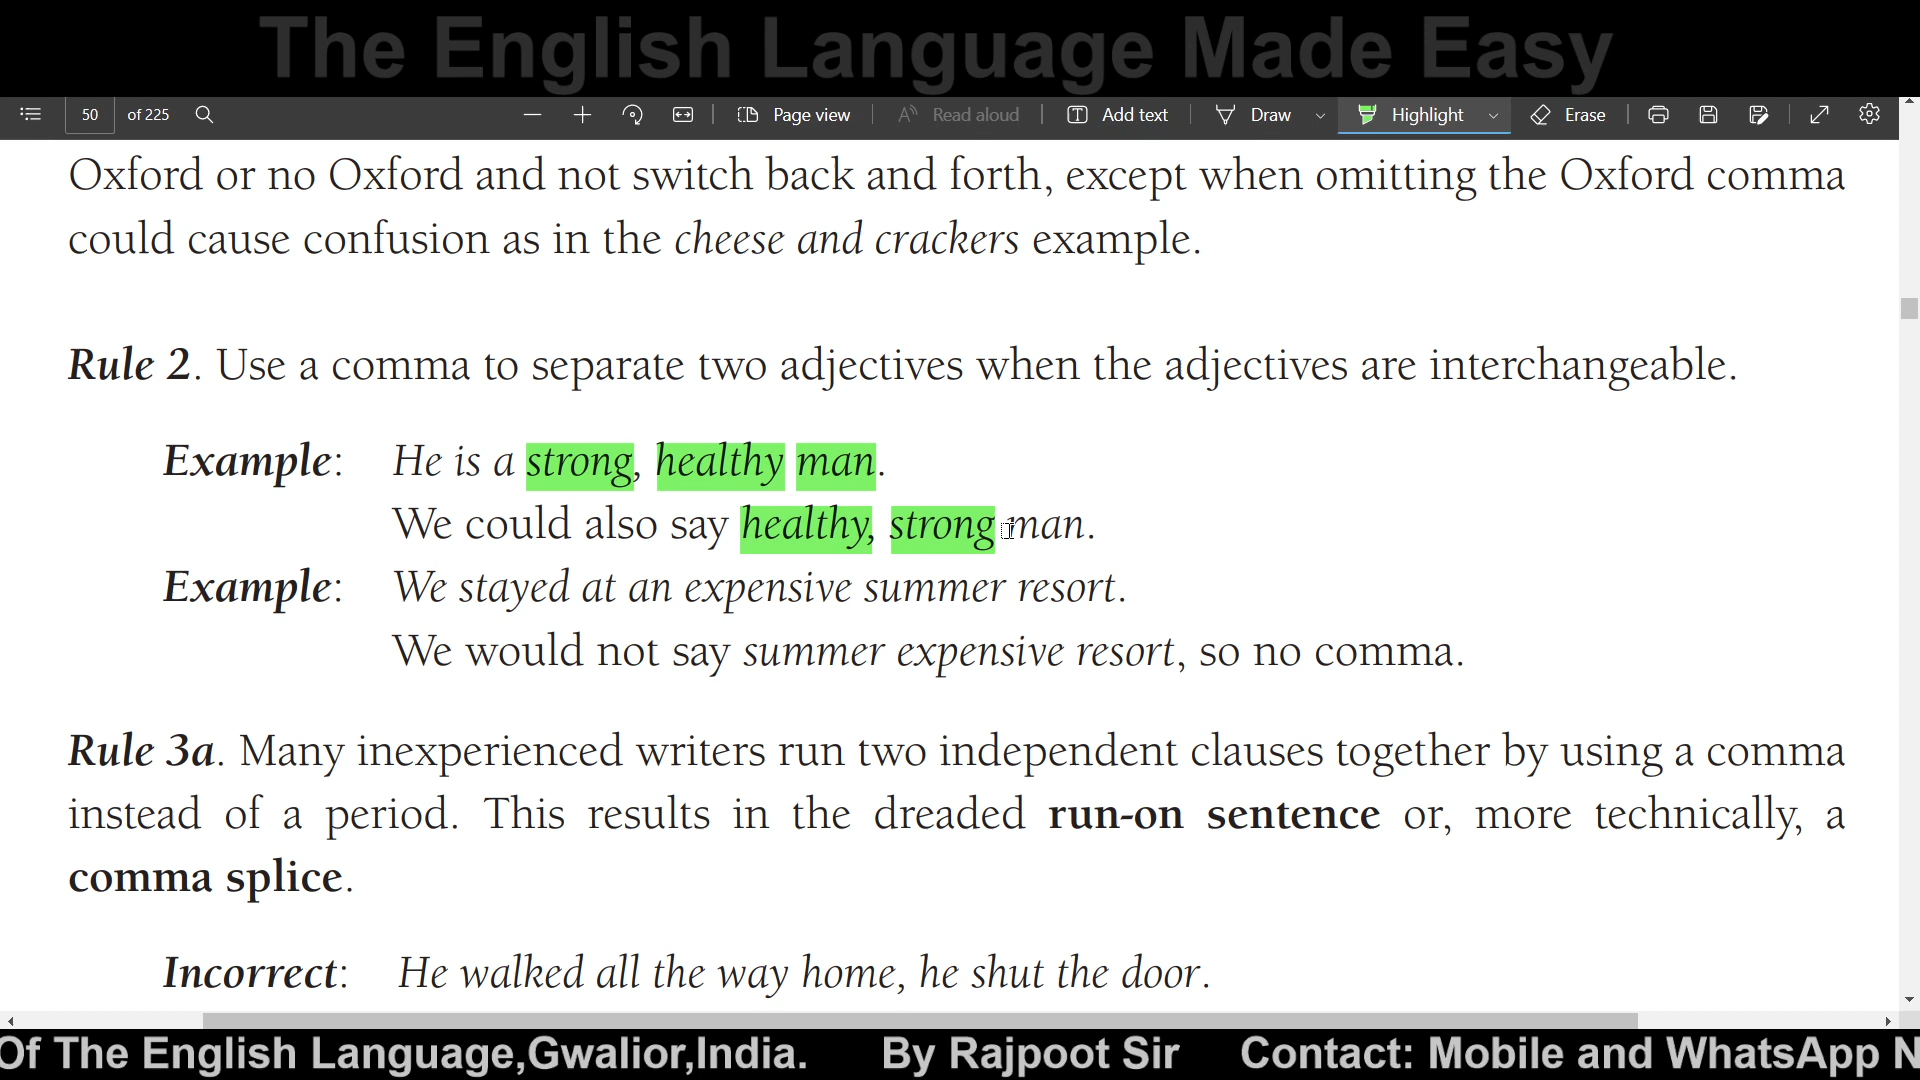 The English Language Made Easy
50 of 225 Page view Read aloud Add text Draw Highlight Erase
Oxford or no Oxford and not switch back and forth, except when omitting the Oxford comma
could cause confusion as in the cheese and crackers example.
Rule 2. Use a comma to separate two adjectives when the adjectives are interchangeable.
Example: He is a strong, healthy man.
We could also say healthy, strong man.
Example: We stayed at an expensive summer resort.
We would not say summer expensive resort, so no comma.
Rule 3a. Many inexperienced writers run two independent clauses together by using a comma
instead of a period. This results in the dreaded run-on sentence or, more technically, a
comma splice.
Incorrect: He walked all the way home, he shut the door.
Of The English Language,Gwalior,India. By Rajpoot Sir Contact: Mobile and WhatsApp N